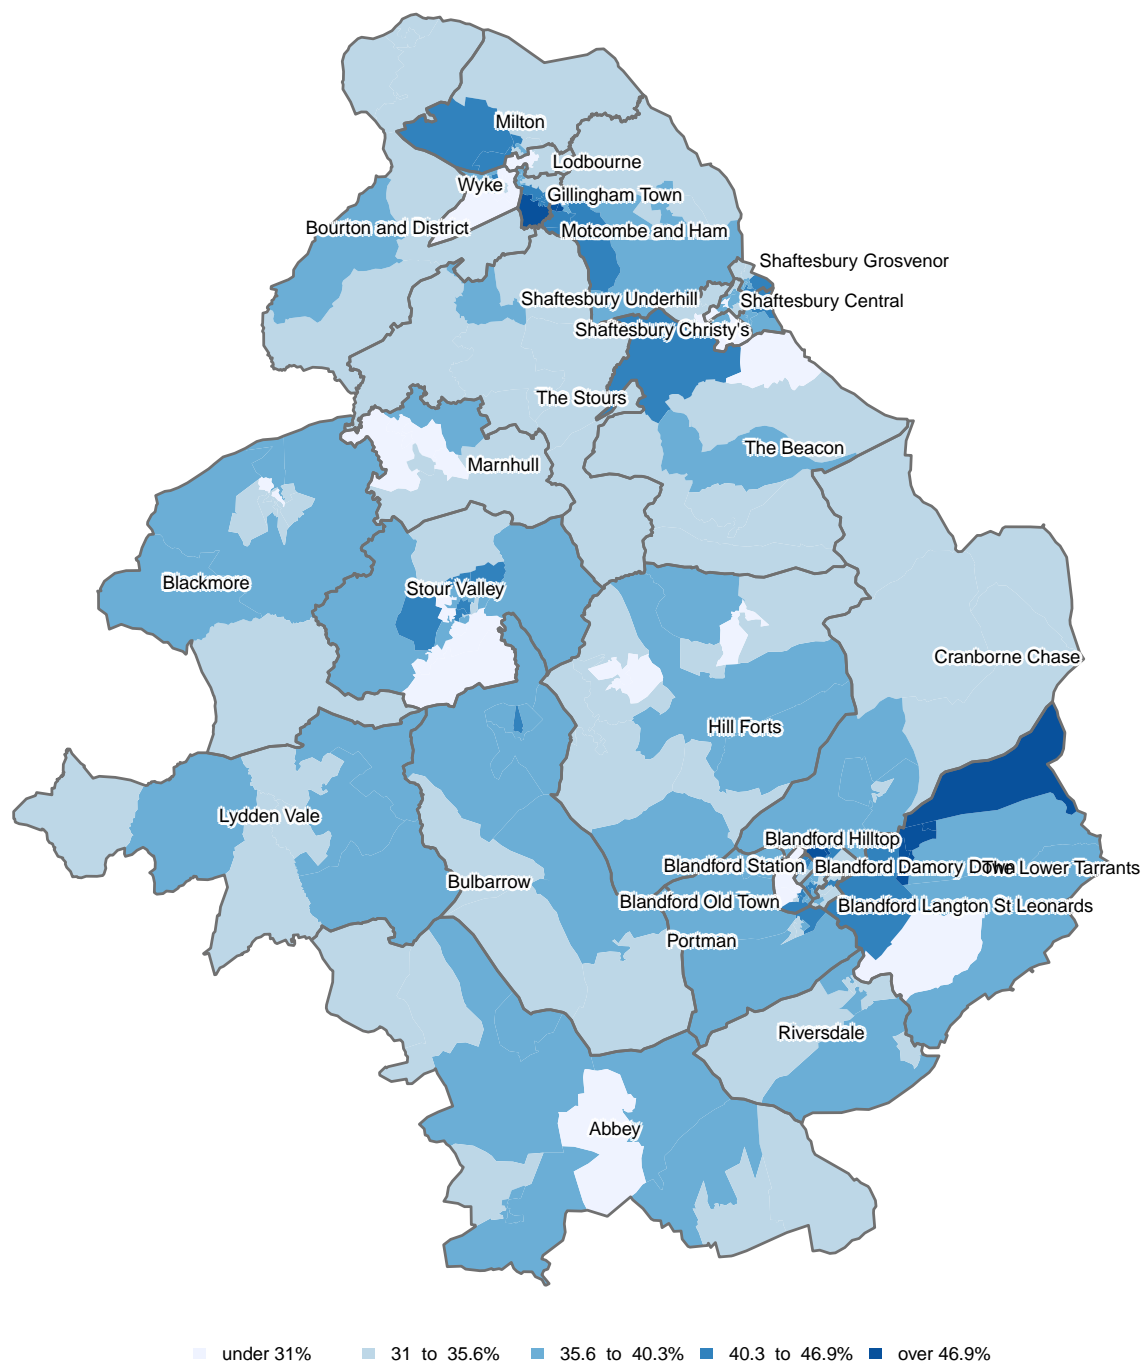 Milton
Lodbourne
Wyke
Gillingham Town
Bourton and District
Motcombe and Ham
Shaftesbury Grosvenor
Shaftesbury Underhill
Shaftesbury Central
Shaftesbury Christy's
The Stours
The Beacon
Marnhull
Blackmore
Stour Valley
Cranborne Chase
Hill Forts
Lydden Vale
Blandford Hilltop
Blandford Station
Blandford Damory Down
The Lower Tarrants
Bulbarrow
Blandford Old Town
Blandford Langton St Leonards
Portman
Riversdale
Abbey
under 31%
31 to 35.6%
35.6 to 40.3%
40.3 to 46.9%
over 46.9%